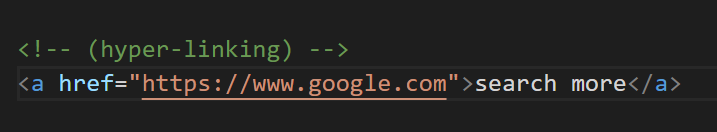 <!-- (hyper-linking) -->
<a href="https://www.google.com">search more</a>